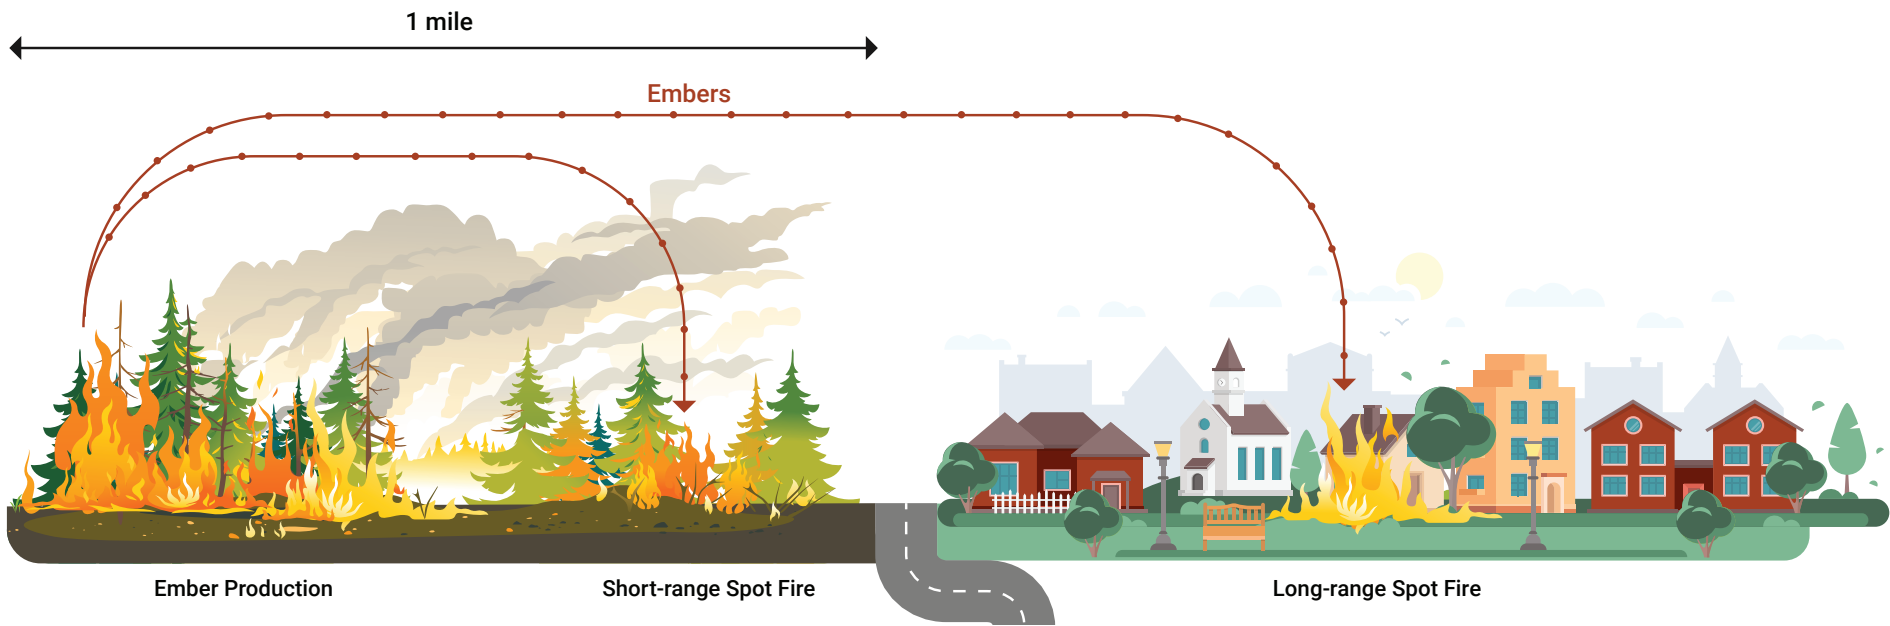 1 mile
Embers
Ember Production
Short-range Spot Fire
Long-range Spot Fire